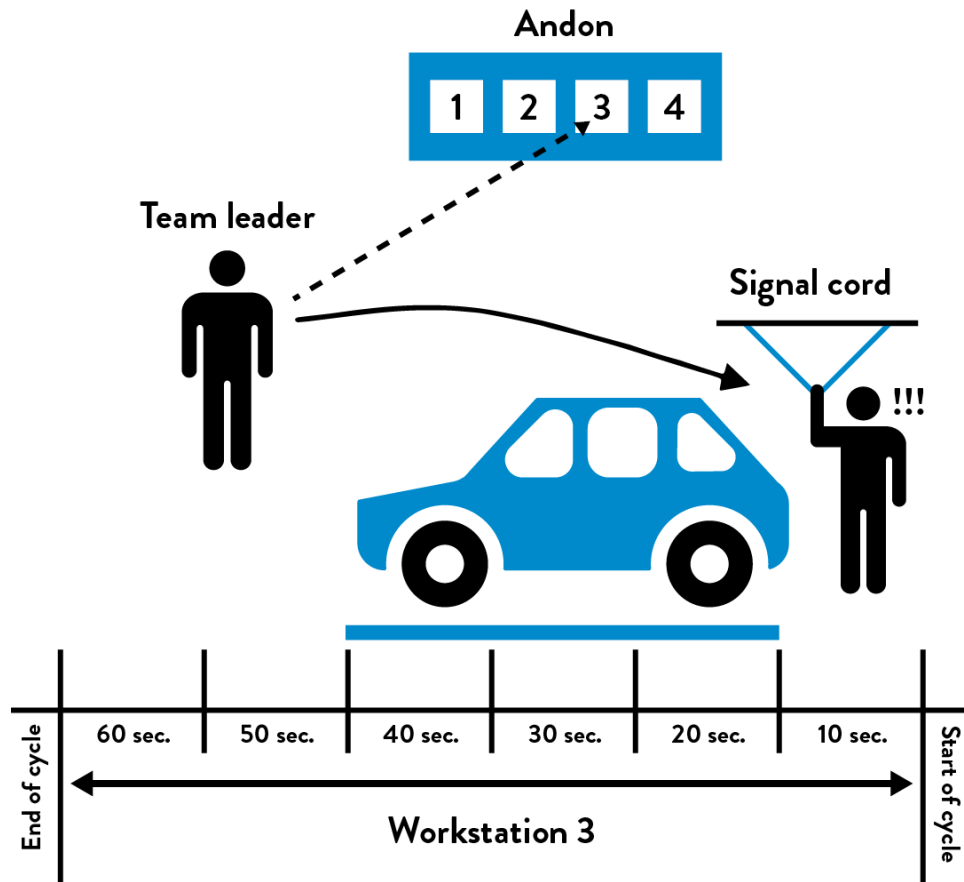 Andon
1 2 3 4
Team leader
Signal cord
!!!
End of cycle
60 sec.
50 sec.
40 sec.
30 sec.
20 sec.
10 sec.
Start of cycle
Workstation 3